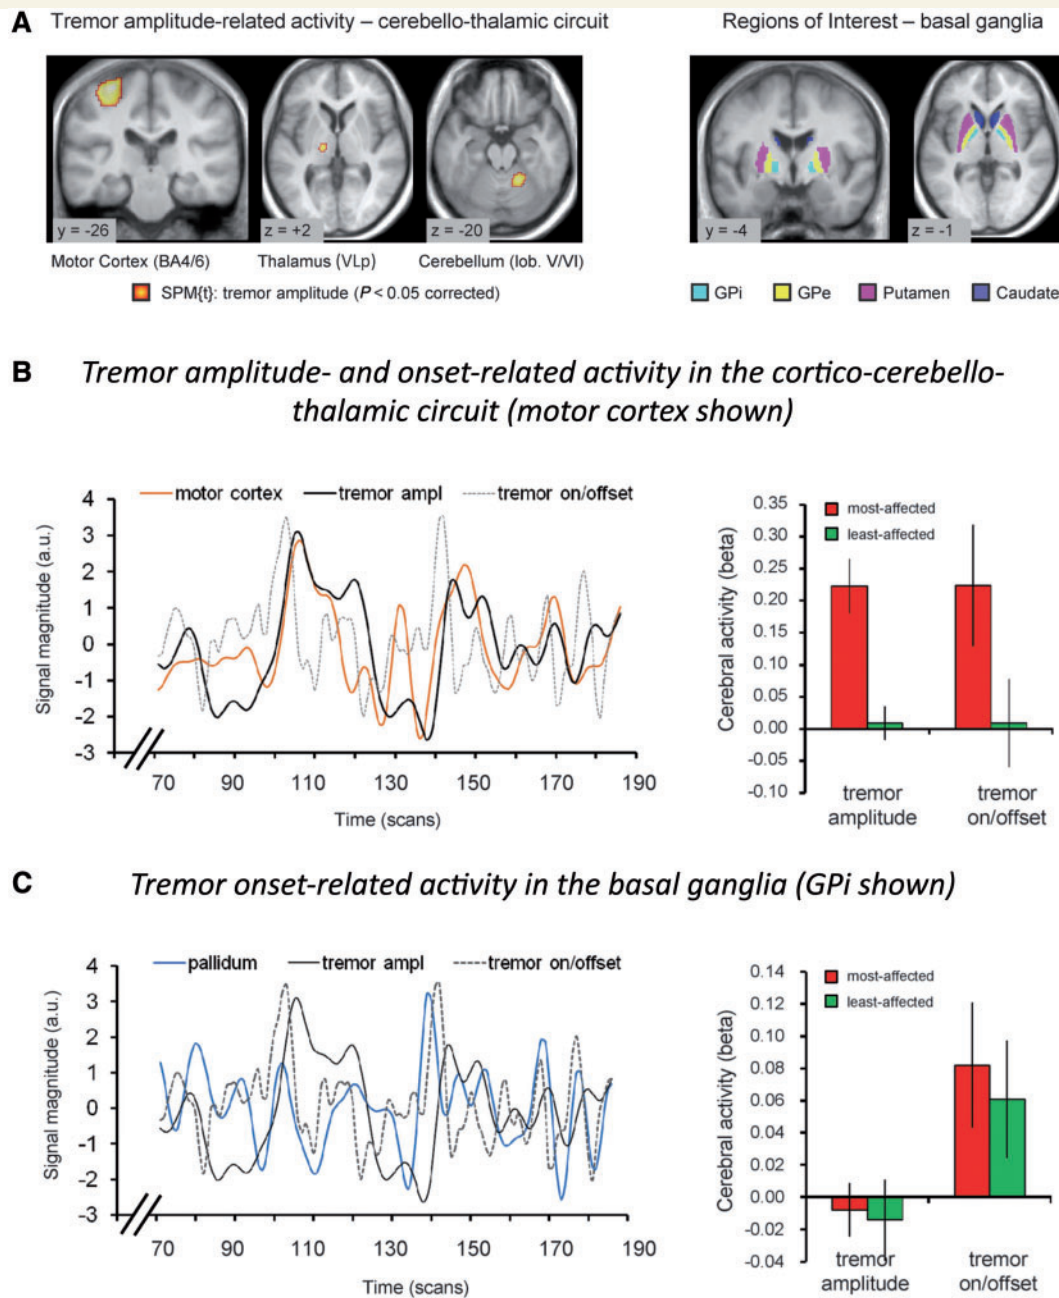 A Tremor amplitude-related activity – cerebello-thalamic circuit
Regions of Interest – basal ganglia
y = -26
z = +2
z = -20
y = -4
z = -1
Motor Cortex (BA4/6)
Thalamus (VLp)
Cerebellum (lob. V/VI)
SPM{t}: tremor amplitude (P < 0.05 corrected)
GPi
GPe
Putamen
Caudate
B Tremor amplitude- and onset-related activity in the cortico-cerebello-
thalamic circuit (motor cortex shown)
motor cortex
tremor ampl
tremor on/offset
Signal magnitude (a.u.)
4
3
2
1
0
-1
-2
-3
70 90 110 130 150 170 190
Time (scans)
most-affected
least-affected
Cerebral activity (beta)
0.35
0.30
0.25
0.20
0.15
0.10
0.05
0.00
-0.05
-0.10
tremor
amplitude
tremor
on/offset
C Tremor onset-related activity in the basal ganglia (GPi shown)
pallidum
tremor ampl
tremor on/offset
Signal magnitude (a.u.)
4
3
2
1
0
-1
-2
-3
70 90 110 130 150 170 190
Time (scans)
most-affected
least-affected
Cerebral activity (beta)
0.14
0.12
0.10
0.08
0.06
0.04
0.02
0.00
-0.02
-0.04
tremor
amplitude
tremor
on/offset